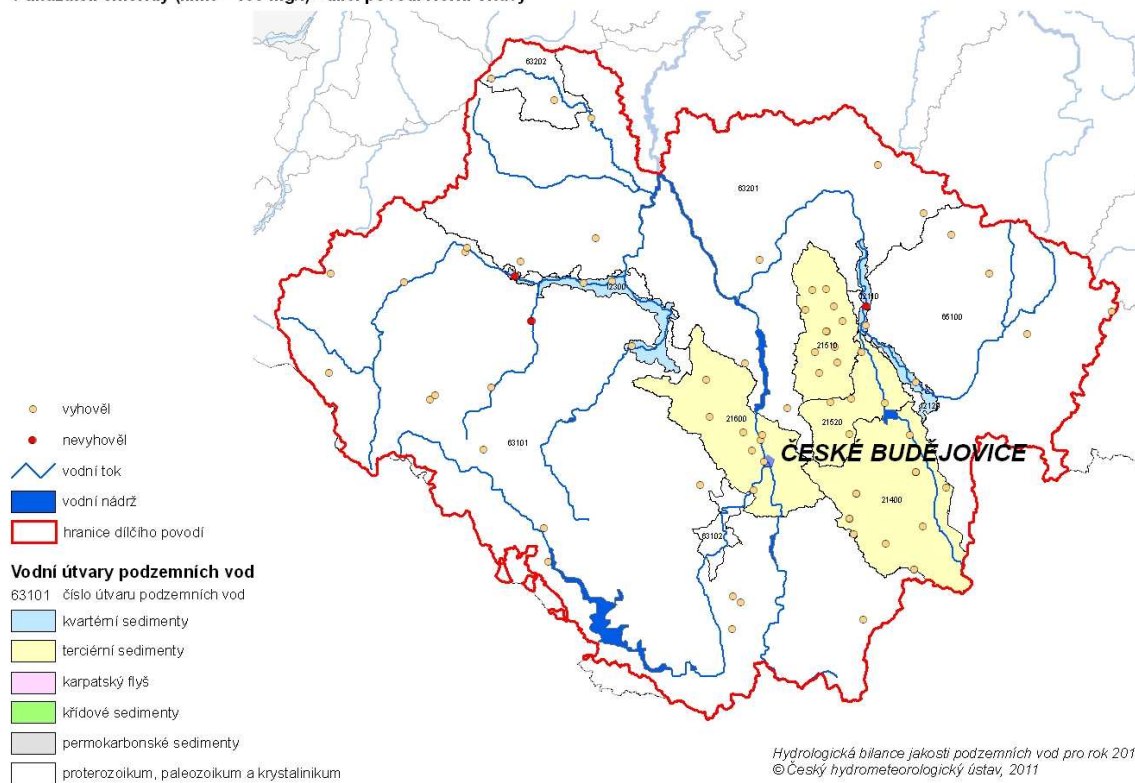 63202
63201
12300
12110
65100
21510
12120
21600
21520
ČESKÉ BUDĚJOVICE
63101
21400
63102
vyhověl
nevyhověl
vodní tok
vodní nádrž
hranice dílčího povodí
Vodní útvary podzemních vod
63101 číslo útvaru podzemních vod
kvartérní sedimenty
terciérní sedimenty
karpatský flyš
křídové sedimenty
permokarbonské sedimenty
proterozoikum, paleozoikum a krystalinikum
Hydrologická bilance jakosti podzemních vod pro rok 201
© Český hydrometeorologický ústav, 2011